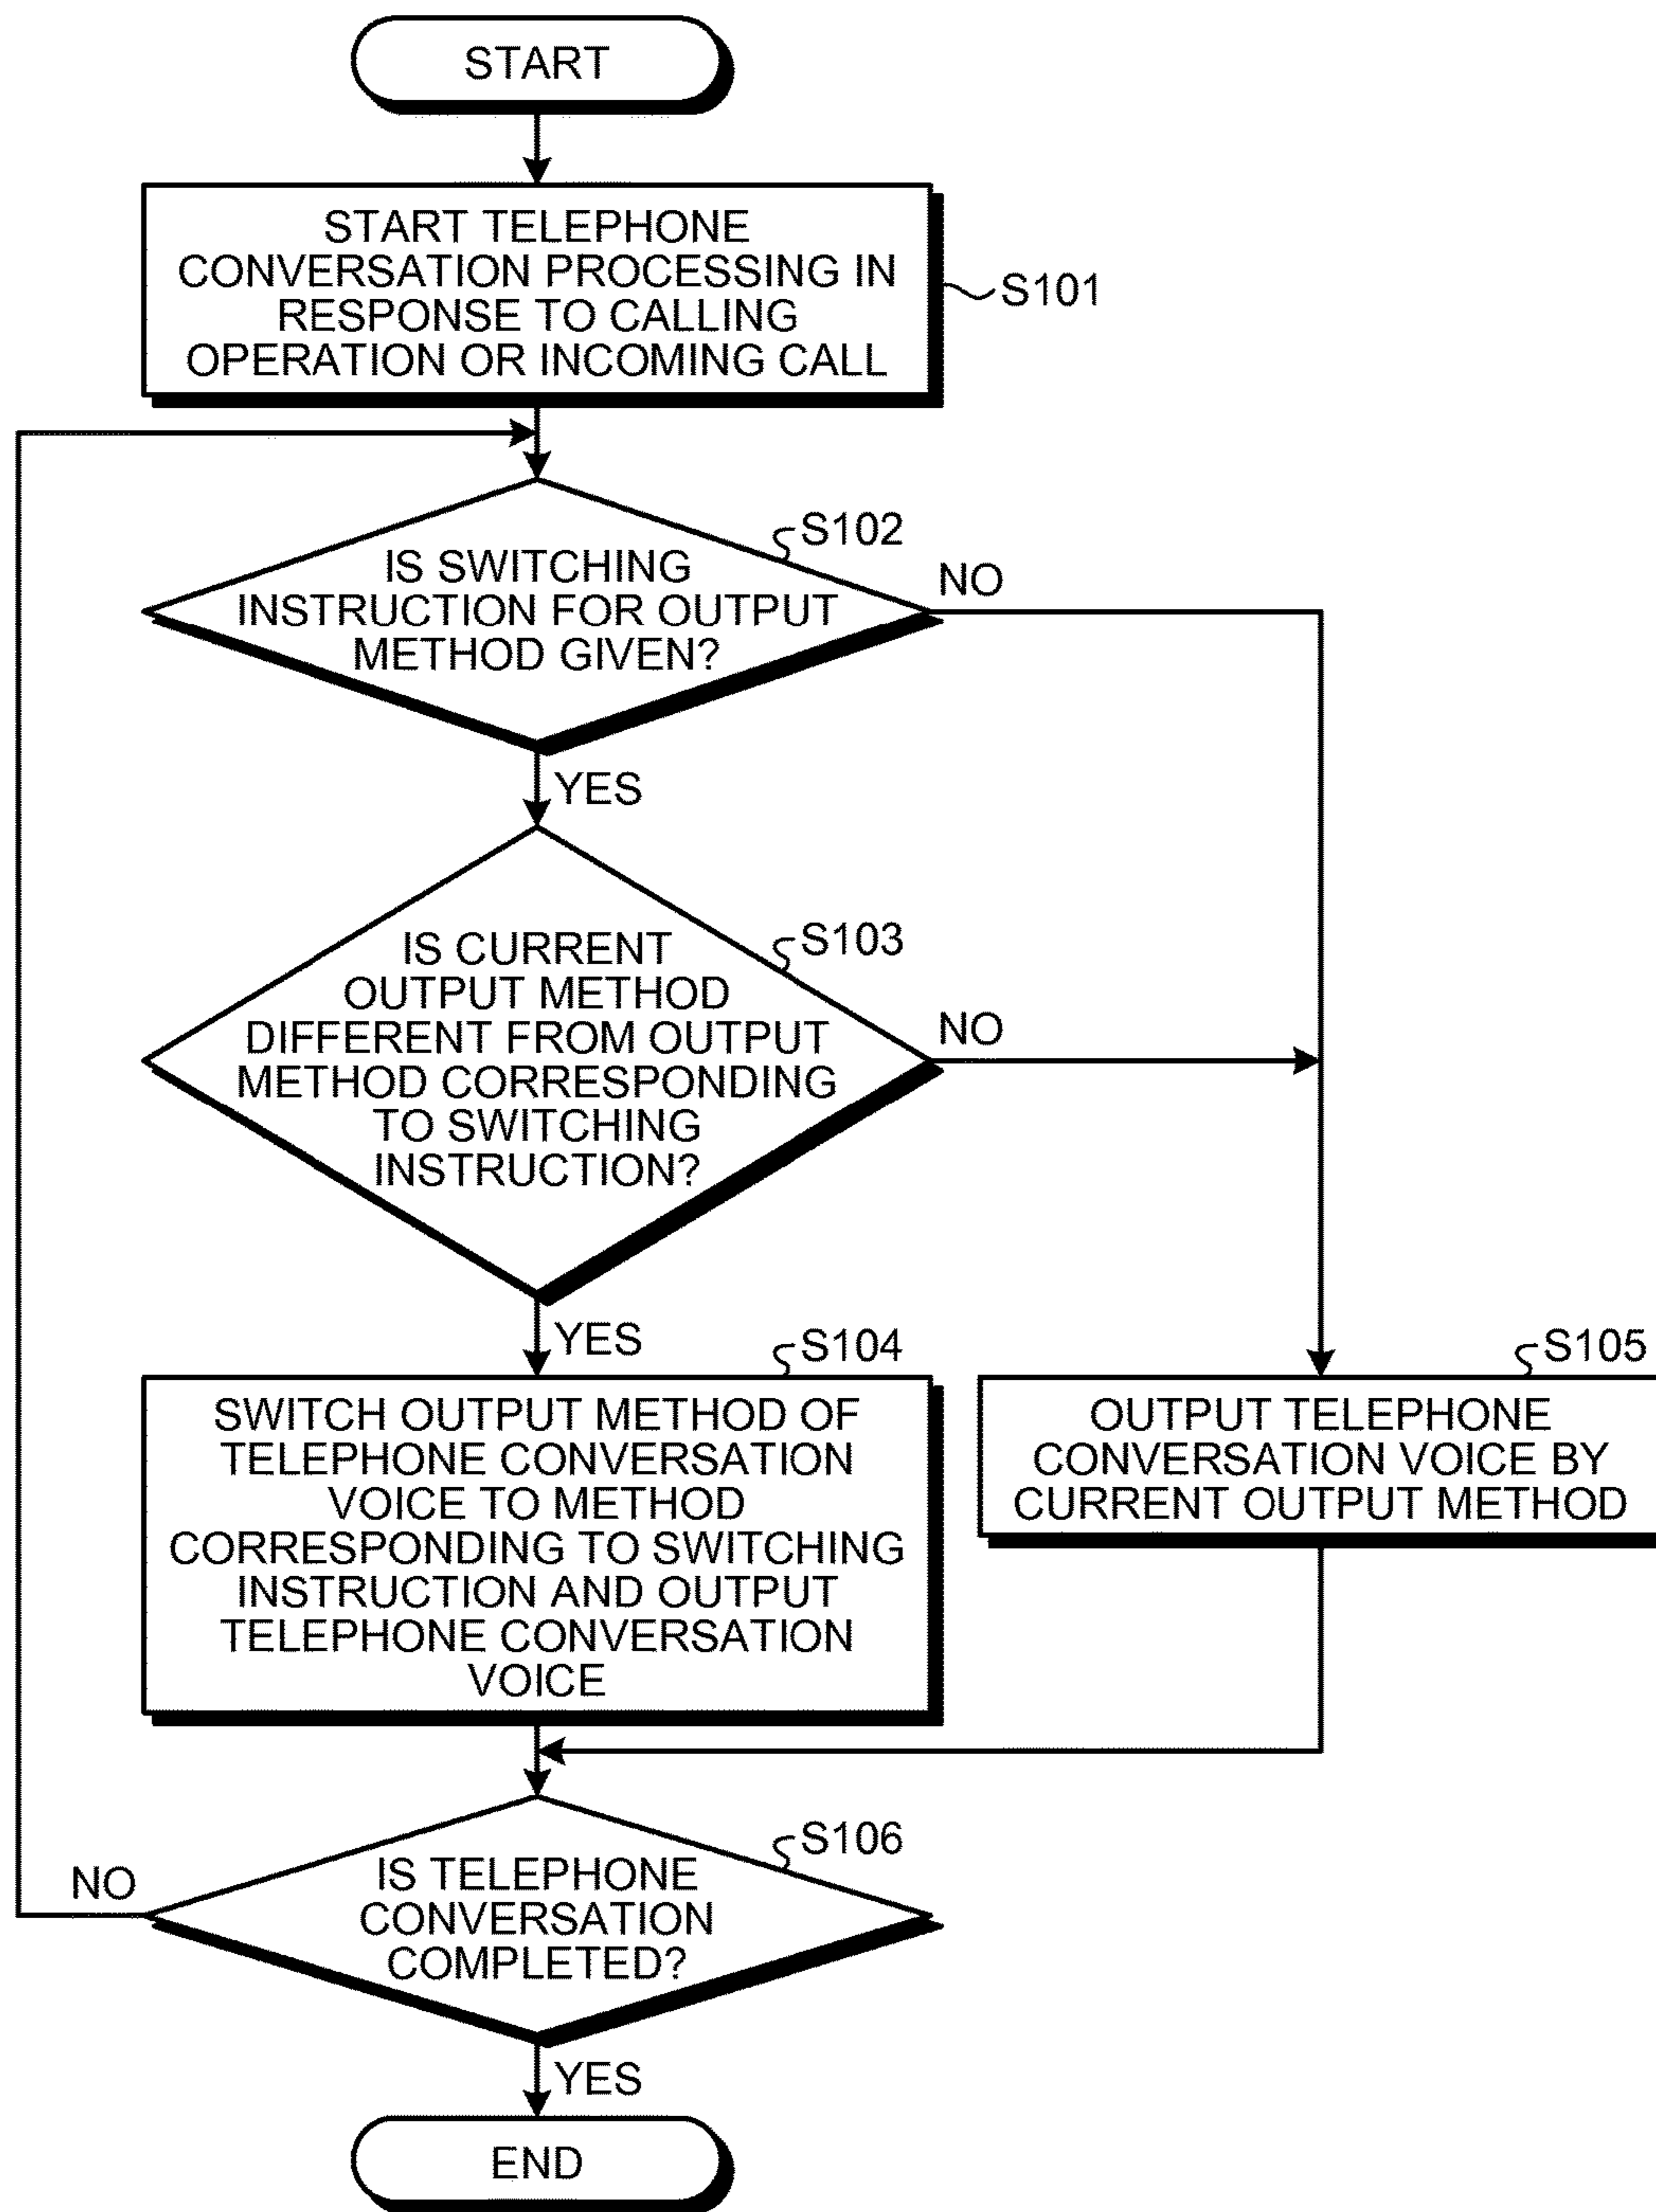 START
START TELEPHONE
CONVERSATION PROCESSING IN
RESPONSE TO CALLING
OPERATION OR INCOMING CALL
S101
S102
IS SWITCHING
INSTRUCTION FOR OUTPUT
METHOD GIVEN?
NO
YES
S103
IS CURRENT
OUTPUT METHOD
DIFFERENT FROM OUTPUT
METHOD CORRESPONDING
TO SWITCHING
INSTRUCTION?
NO
YES
S104
SWITCH OUTPUT METHOD OF
TELEPHONE CONVERSATION
VOICE TO METHOD
CORRESPONDING TO SWITCHING
INSTRUCTION AND OUTPUT
TELEPHONE CONVERSATION
VOICE
S105
OUTPUT TELEPHONE
CONVERSATION VOICE BY
CURRENT OUTPUT METHOD
S106
IS TELEPHONE
CONVERSATION
COMPLETED?
NO
YES
END